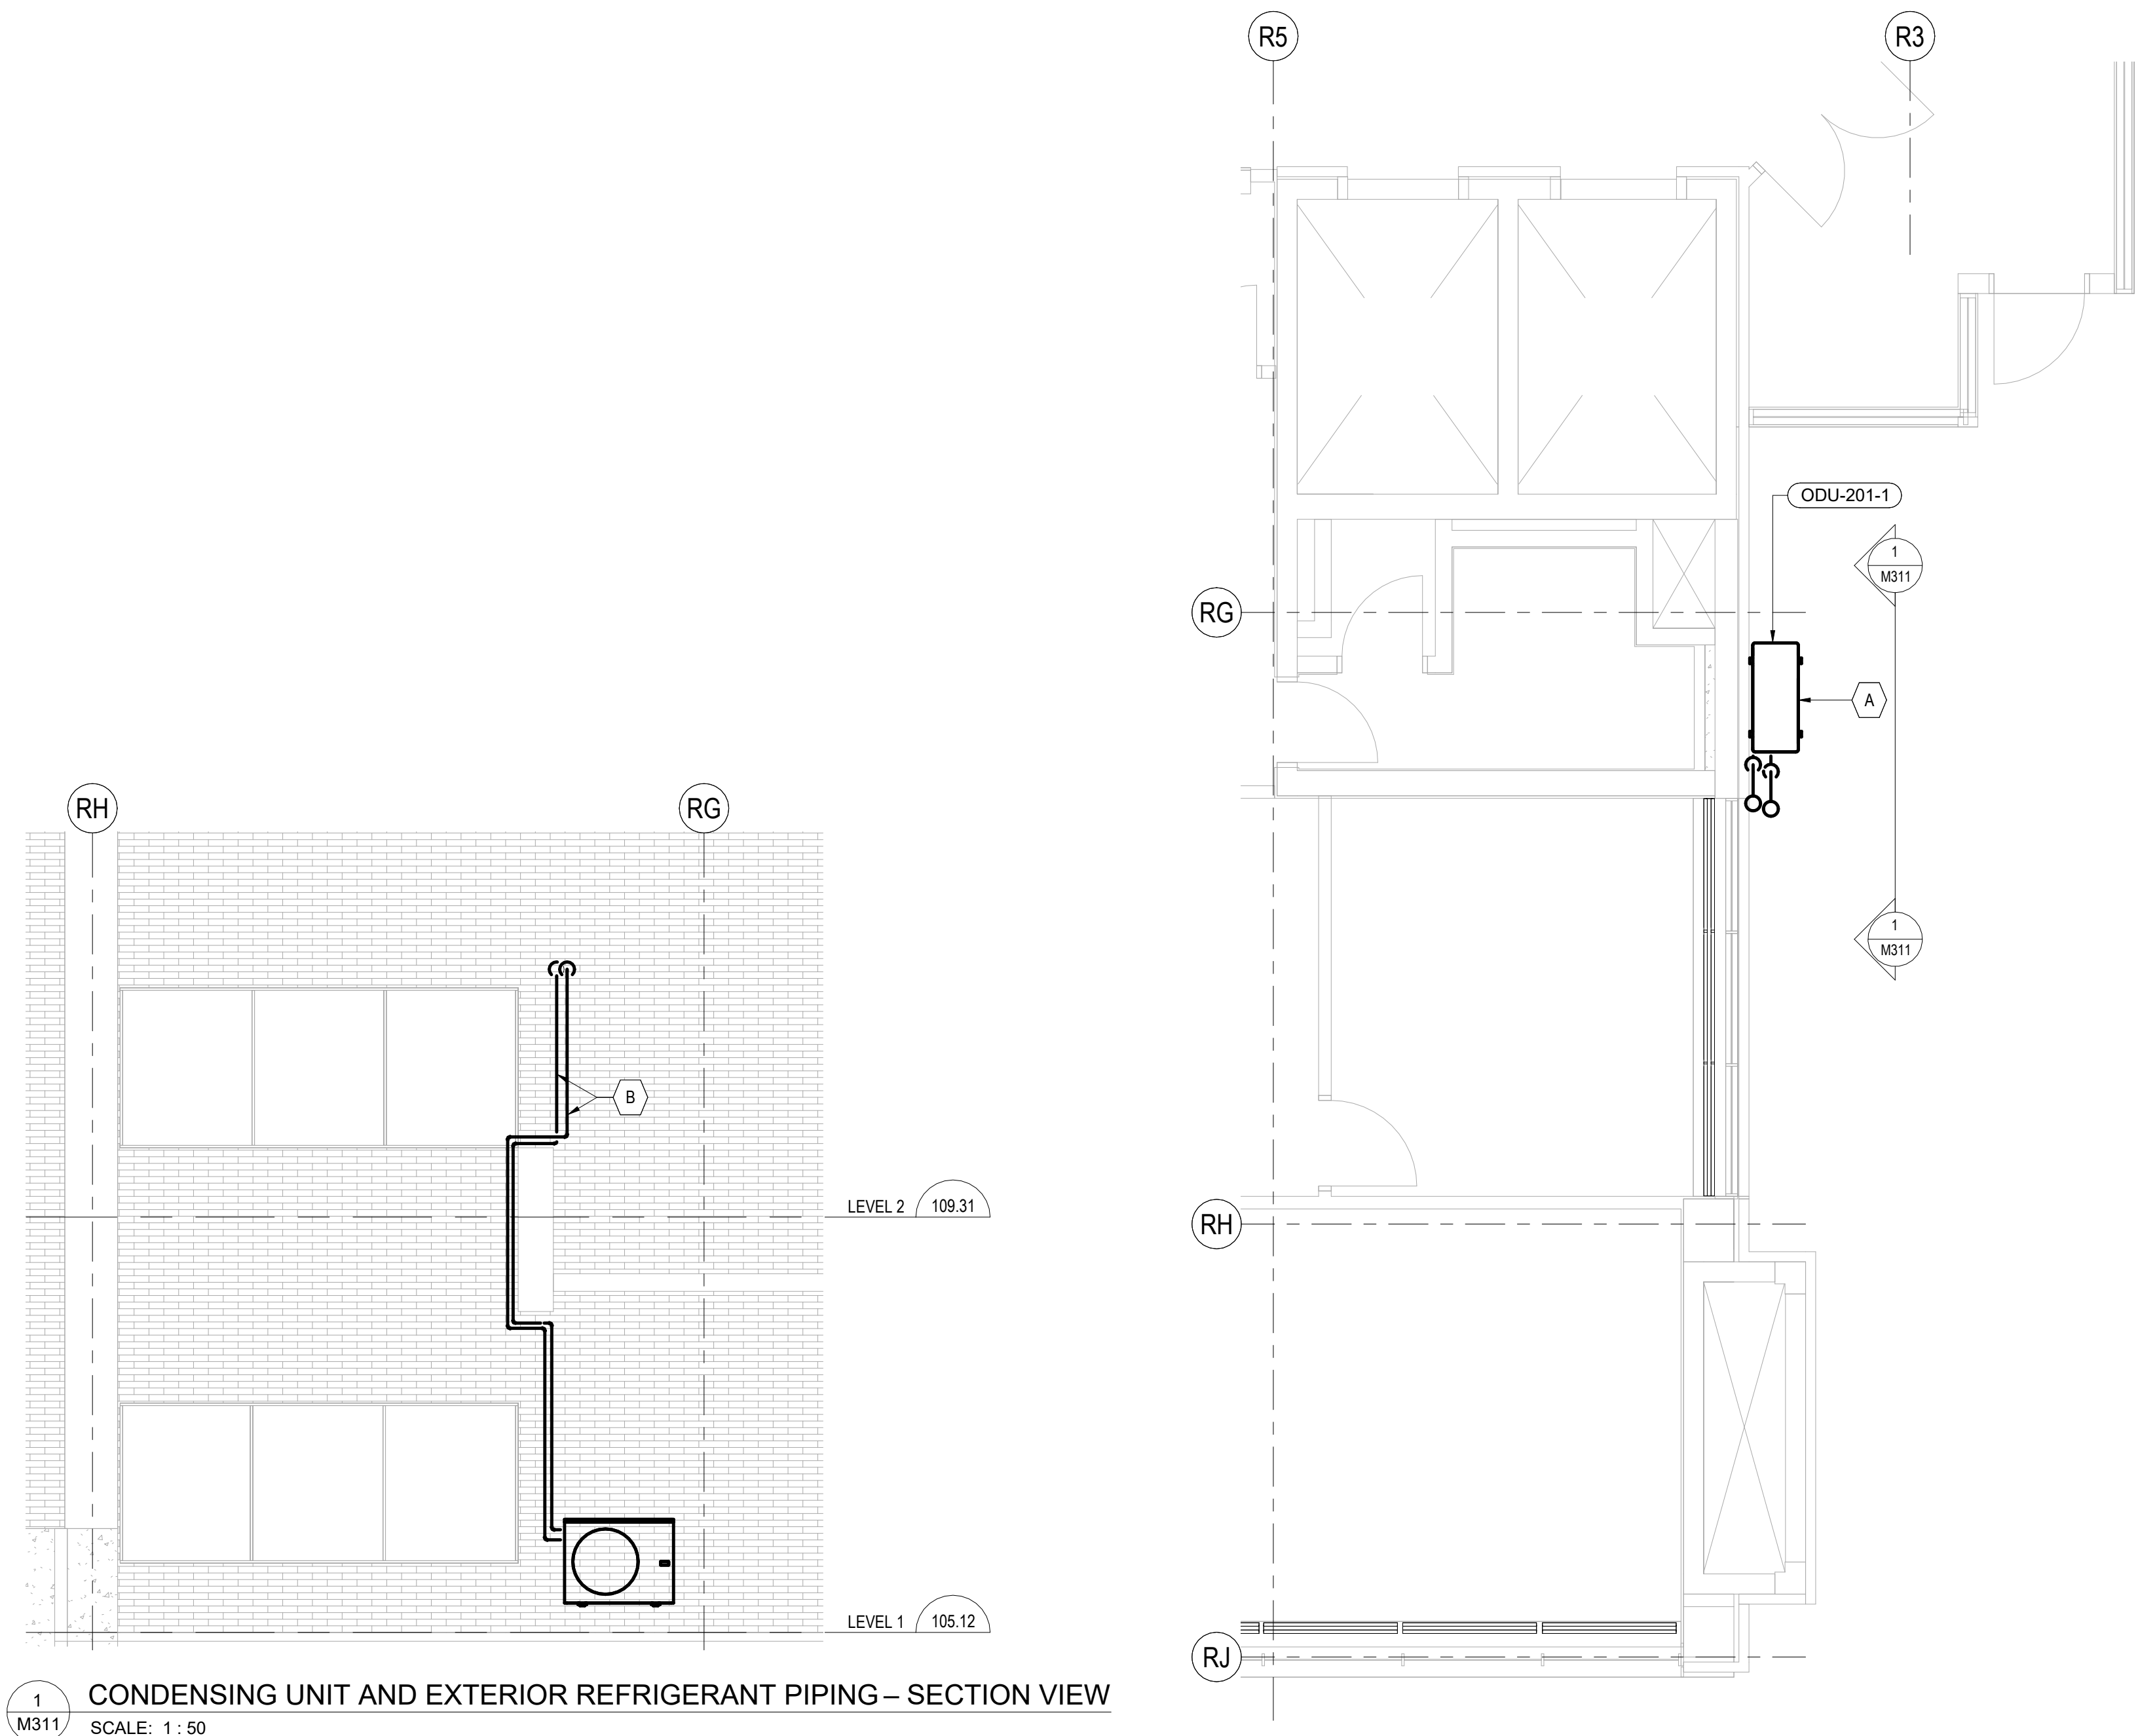 R5
R3
ODU-201-1
1
M311
RG
A
RH
RG
1
M311
B
LEVEL 2 109.31
RH
LEVEL 1 105.12
RJ
1
M311
CONDENSING UNIT AND EXTERIOR REFRIGERANT PIPING – SECTION VIEW
SCALE: 1 : 50